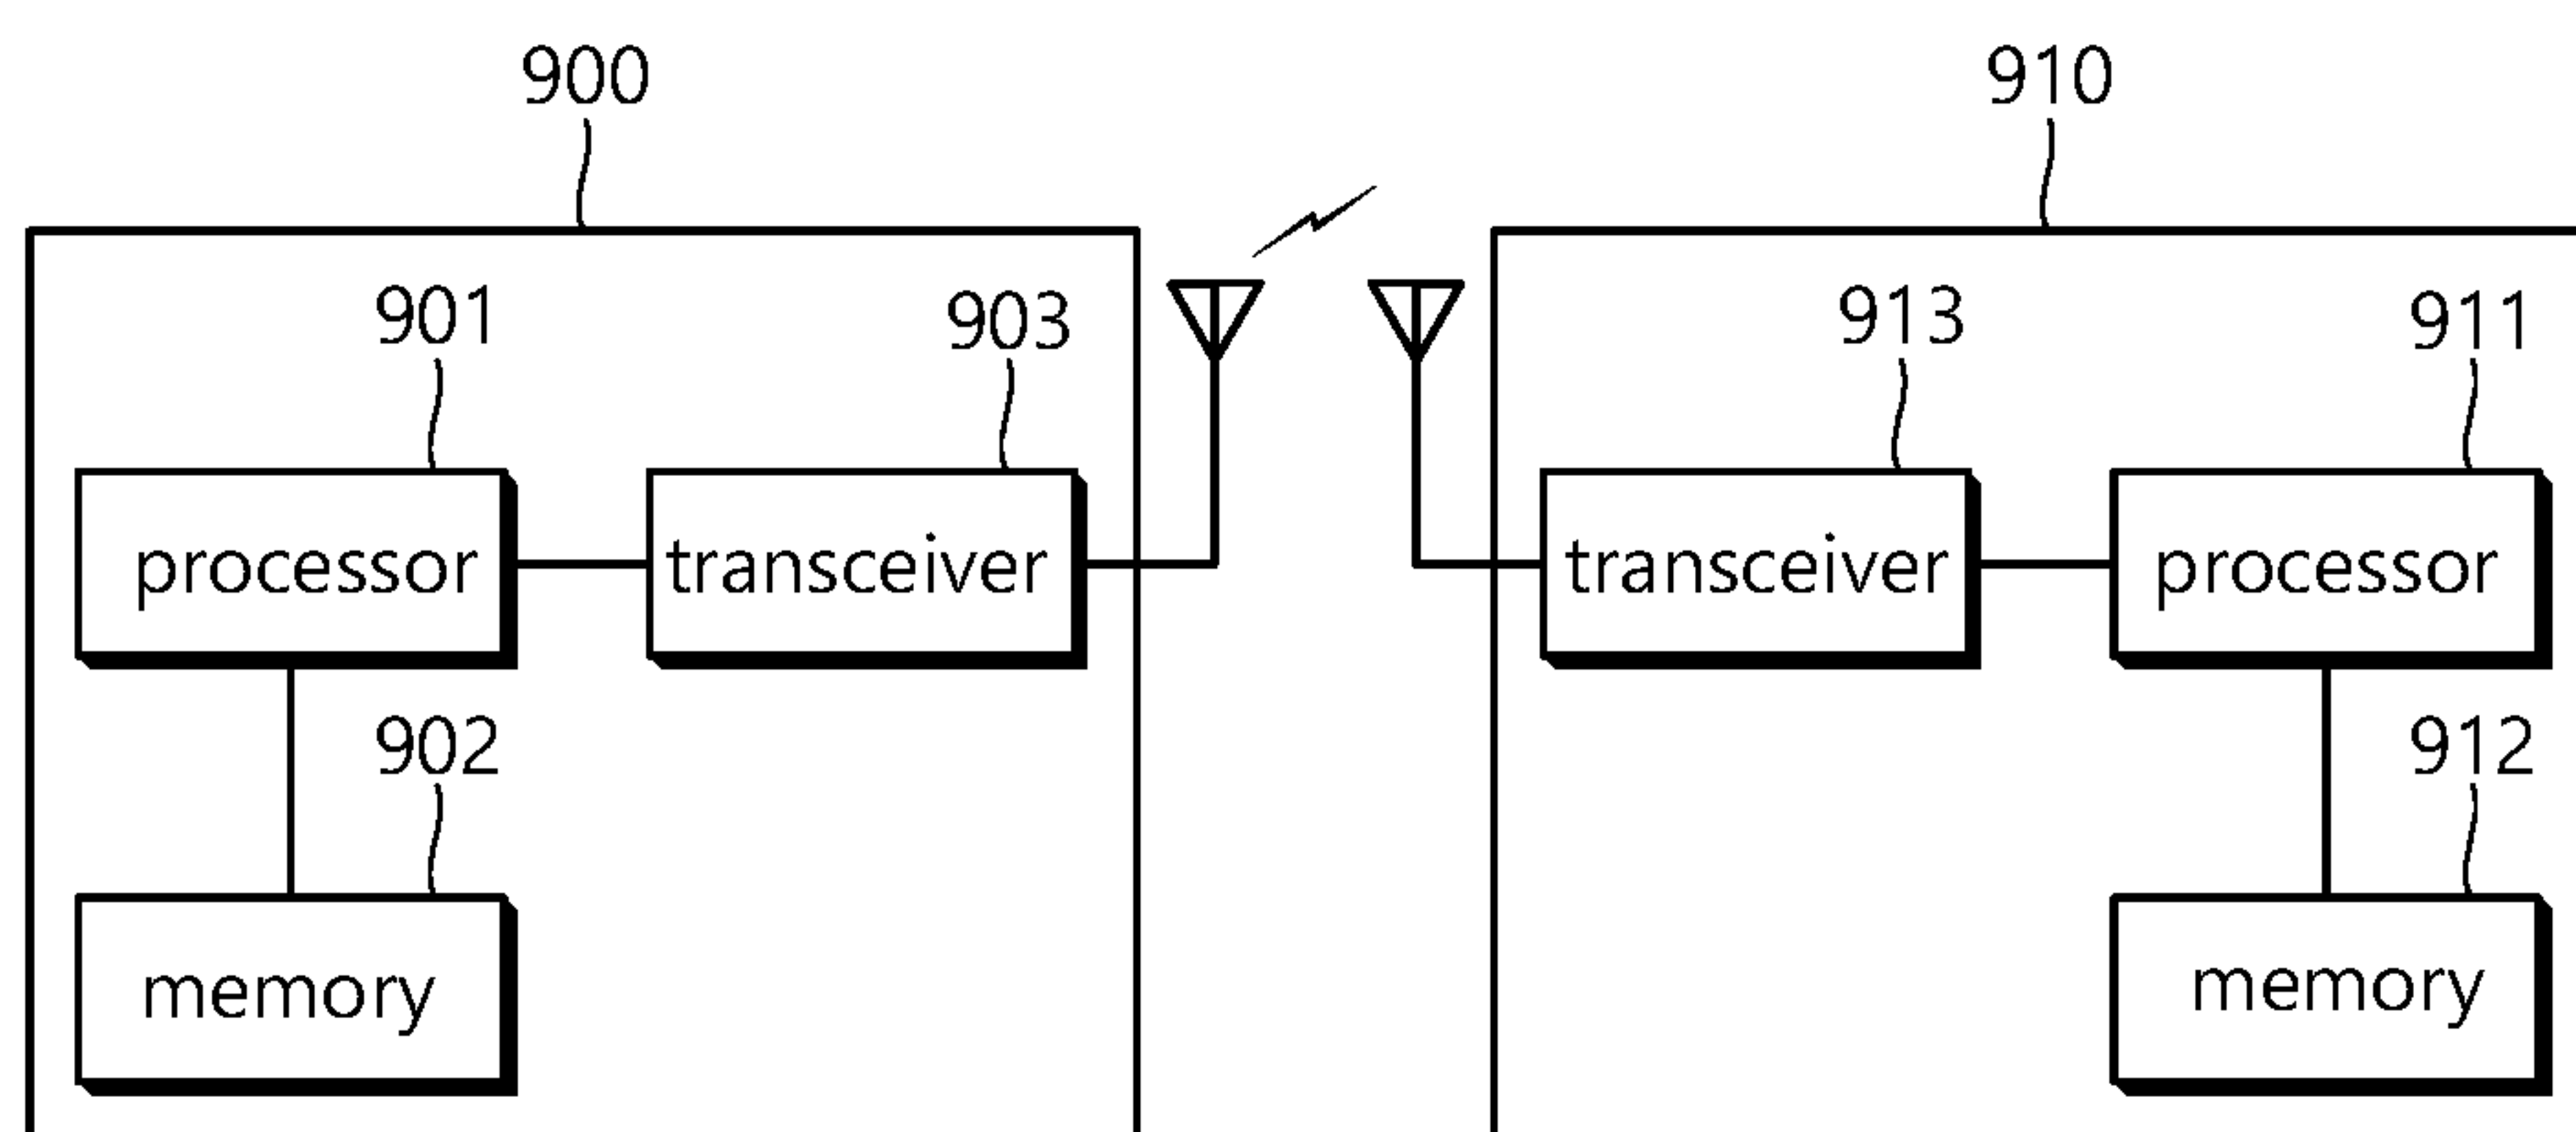 900 910
901 903 913 911
processor transceiver transceiver processor
902 912
memory memory